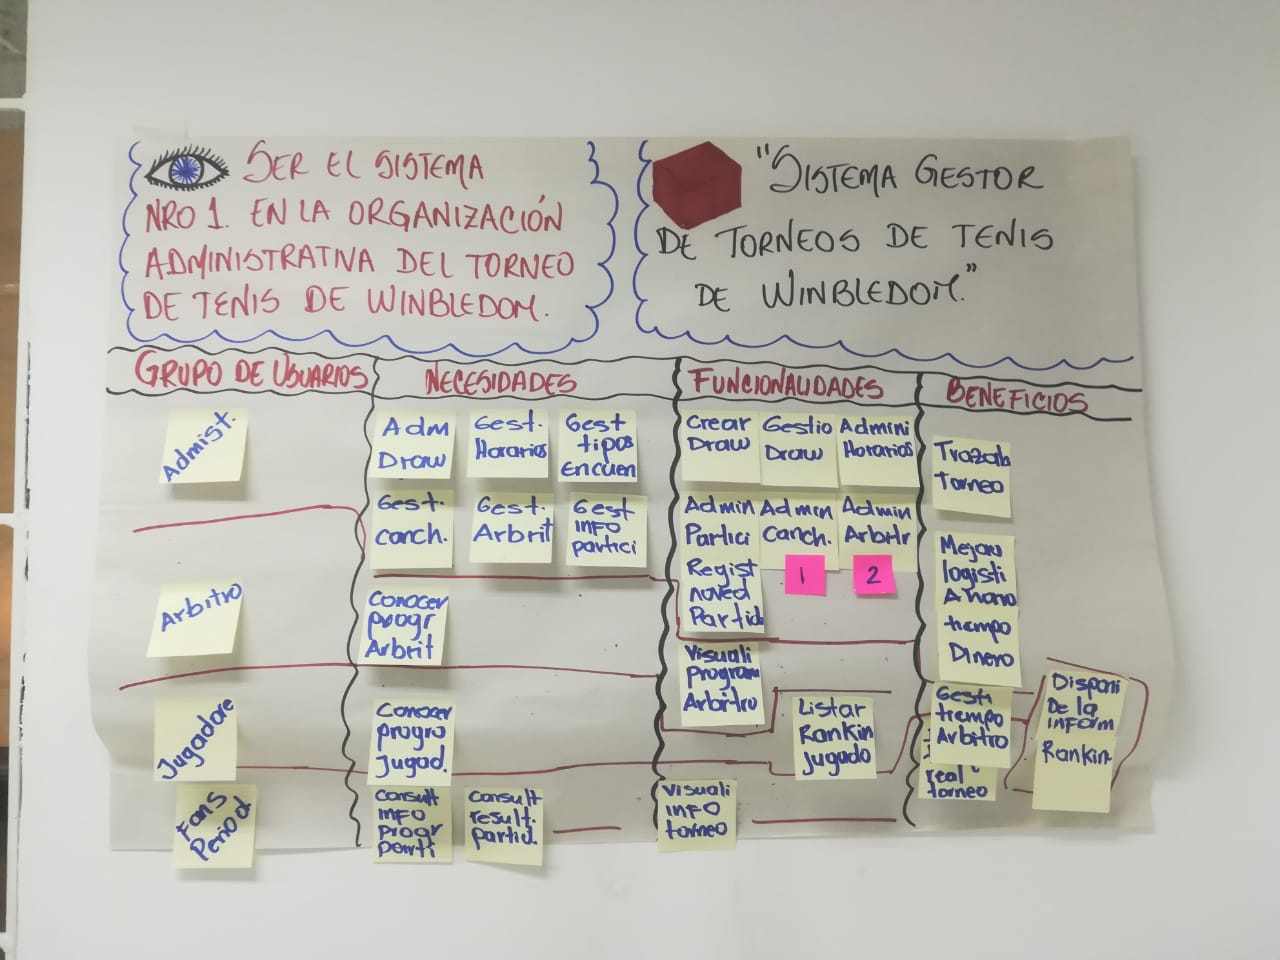 SER EL SISTEMA
NRO 1. EN LA ORGANIZACIÓN
ADMINISTRATIVA DEL TORNEO
DE TENIS DE WINBLEDOM.
"SISTEMA GESTOR
DE TORNEOS DE TENIS
DE WINBLEDOM."
GRUPO DE USUARIOS
NECESIDADES
FUNCIONALIDADES
BENEFICIOS
Admist.
Adm
Draw
Gest.
Horarios
Gest
tipos
Encuen
Gest.
canch.
Gest.
Arbrit
Gest
INFO
partici
Crear
Draw
Gestio
Draw
Admini
Horarios
Admin
Partici
Admin
Canch.
1
Admin
Arbitr
2
Regist
noved
Partid
Trazab
Torneo
Mejora
logisti
Ahorro
tiempo
Dinero
Arbitro
Conocer
progr
Arbrit
Visuali
program
Arbitro
Gesti
tiempo
Arbitro
Jugadore
Conocer
progra
Jugad.
Listar
Rankin
jugado
Disponi
De la
INform
Rankin
Fans
Period
Consult
INFO
progr
parti
Consult
result.
partid.
Visuali
INFO
torneo
real
torneo